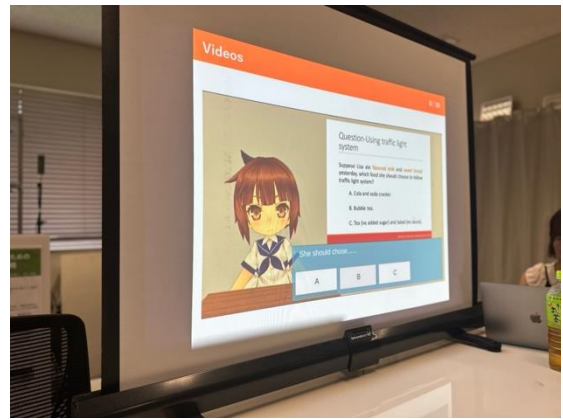 Videos
Question-Using traffic light
system
Suppose Lisa ate flavored milk and sweet bread
yesterday, which food she should choose to follow
traffic light system?
A. Cola and soda cracker.
B. Bubble tea.
C. Tea (no added sugar) and salad (no sauce)
She should chose......
A
B
C